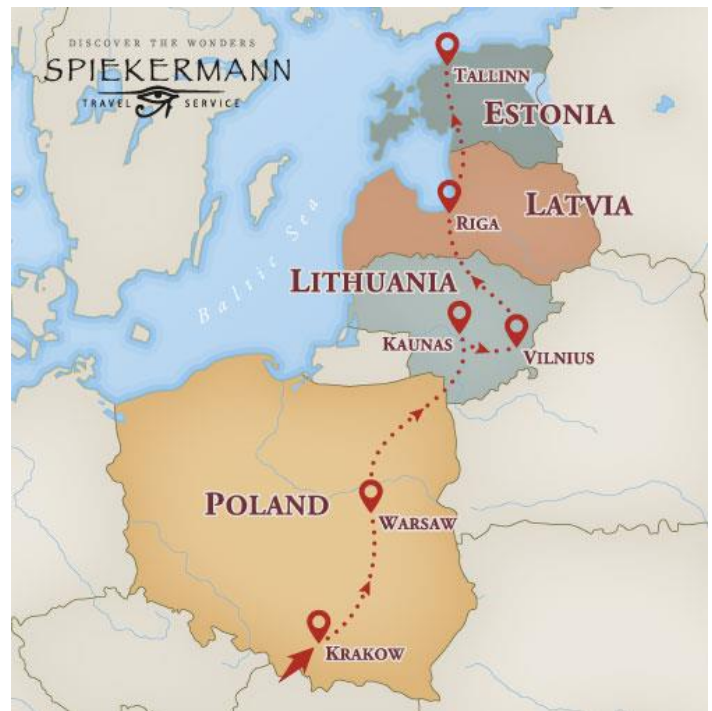 DISCOVER THE WONDERS
SPIEKERMANN
TRAVEL SERVICE
TALLINN
ESTONIA
LATVIA
RIGA
Baltic Sea
LITHUANIA
KAUNAS
VILNIUS
POLAND
WARSAW
KRAKOW